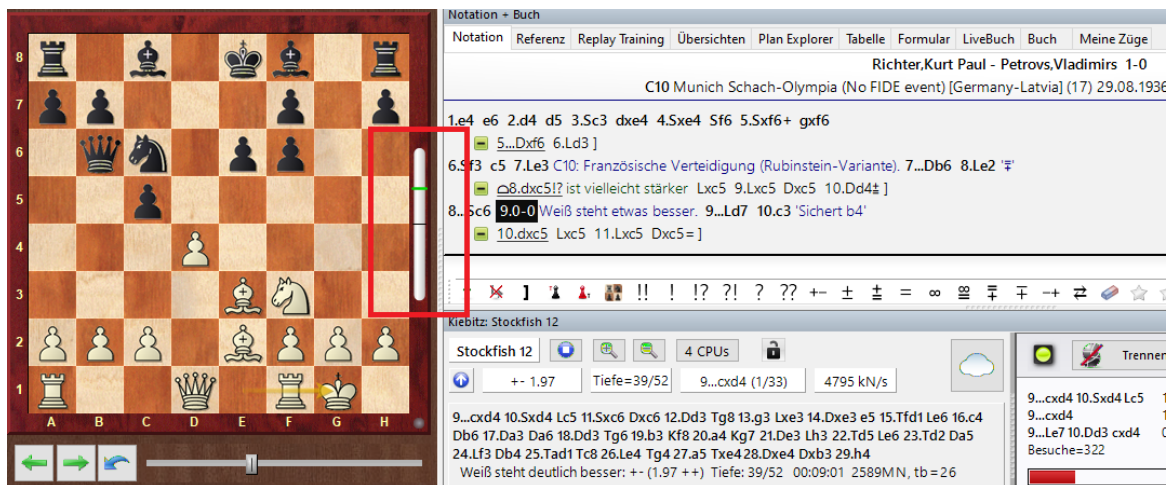 Notation + Buch
Notation Referenz Replay Training Übersichten Plan Explorer Tabelle Formular LiveBuch Buch Meine Züge
Richter,Kurt Paul - Petrovs,Vladimirs 1-0
C10 Munich Schach-Olympia (No FIDE event) [Germany-Latvia] (17) 29.08.1936
1.e4 e6 2.d4 d5 3.Sc3 dxe4 4.Sxe4 Sf6 5.Sxf6+ gxf6
5...Dxf6 6.Ld3 ]
6.Sf3 c5 7.Le3 C10: Französische Verteidigung (Rubinstein-Variante). 7...Db6 8.Le2 '∓'
⌓8.dxc5!? ist vielleicht stärker Lxc5 9.Lxc5 Dxc5 10.Dd4± ]
8...Sc6 9.0-0 Weiß steht etwas besser. 9...Ld7 10.c3 'Sichert b4'
10.dxc5 Lxc5 11.Lxc5 Dxc5= ]
] !! ! !? ?! ? ?? +− ± ⩲ = ∞ ⯹ ⩱ ∓ −+ ⇄
Kiebitz: Stockfish 12
Stockfish 12 4 CPUs
+- 1.97 Tiefe=39/52 9...cxd4 (1/33) 4795 kN/s
Trennen
9...cxd4 10.Sxd4 Lc5 11.Sxc6 Dxc6 12.Dd3 Tg8 13.g3 Lxe3 14.Dxe3 e5 15.Tfd1 Le6 16.c4
Db6 17.Da3 Da6 18.Dd3 Tg6 19.b3 Kf8 20.a4 Kg7 21.De3 Lh3 22.Td5 Le6 23.Td2 Da5
24.Lf3 Db4 25.Tad1 Tc8 26.Le4 Tg4 27.a5 Txe4 28.Dxe4 Dxb3 29.h4
Weiß steht deutlich besser: +- (1.97 ++) Tiefe: 39/52 00:09:01 2589MN, tb=26
9...cxd4 10.Sxd4 Lc5
9...cxd4
9...Le7 10.Dd3 cxd4
Besuche=322
8
7
6
5
4
3
2
1
A B C D E F G H